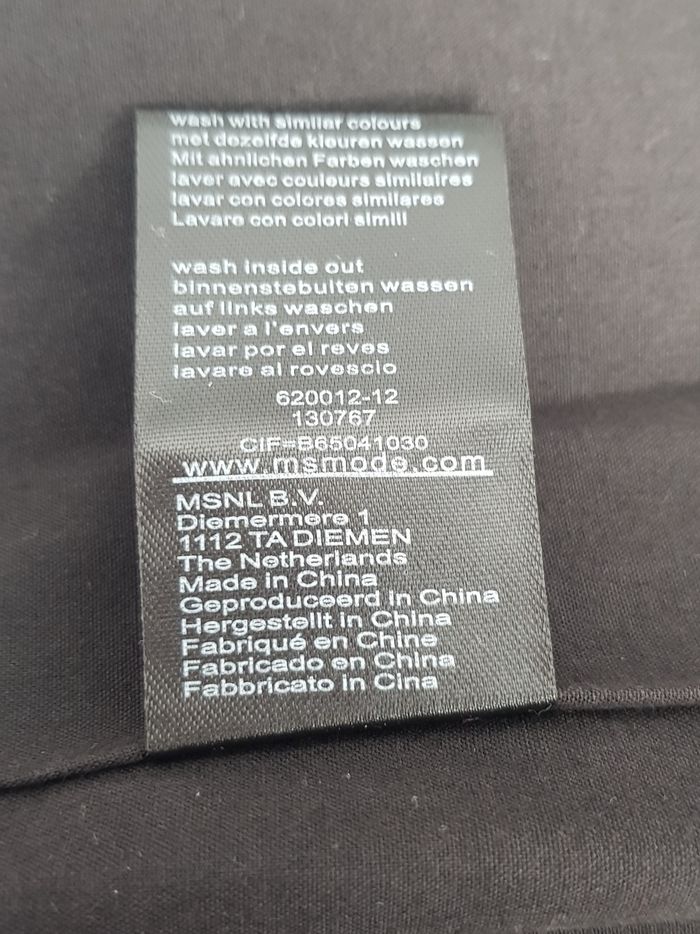 wash with similar colours
met dezelfde kleuren wassen
Mit ahnlichen Farben waschen
laver avec couleurs similaires
lavar con colores similares
Lavare con colori simili
wash inside out
binnenstebuiten wassen
auf links waschen
laver a l'envers
lavar por el reves
lavare al rovescio
620012-12
130767
CIF=B65041030
www.msmode.com
MSNL B.V.
Diemermere 1
1112 TA DIEMEN
The Netherlands
Made in China
Geproduceerd in China
Hergestellt in China
Fabriqué en Chine
Fabricado en China
Fabbricato in Cina